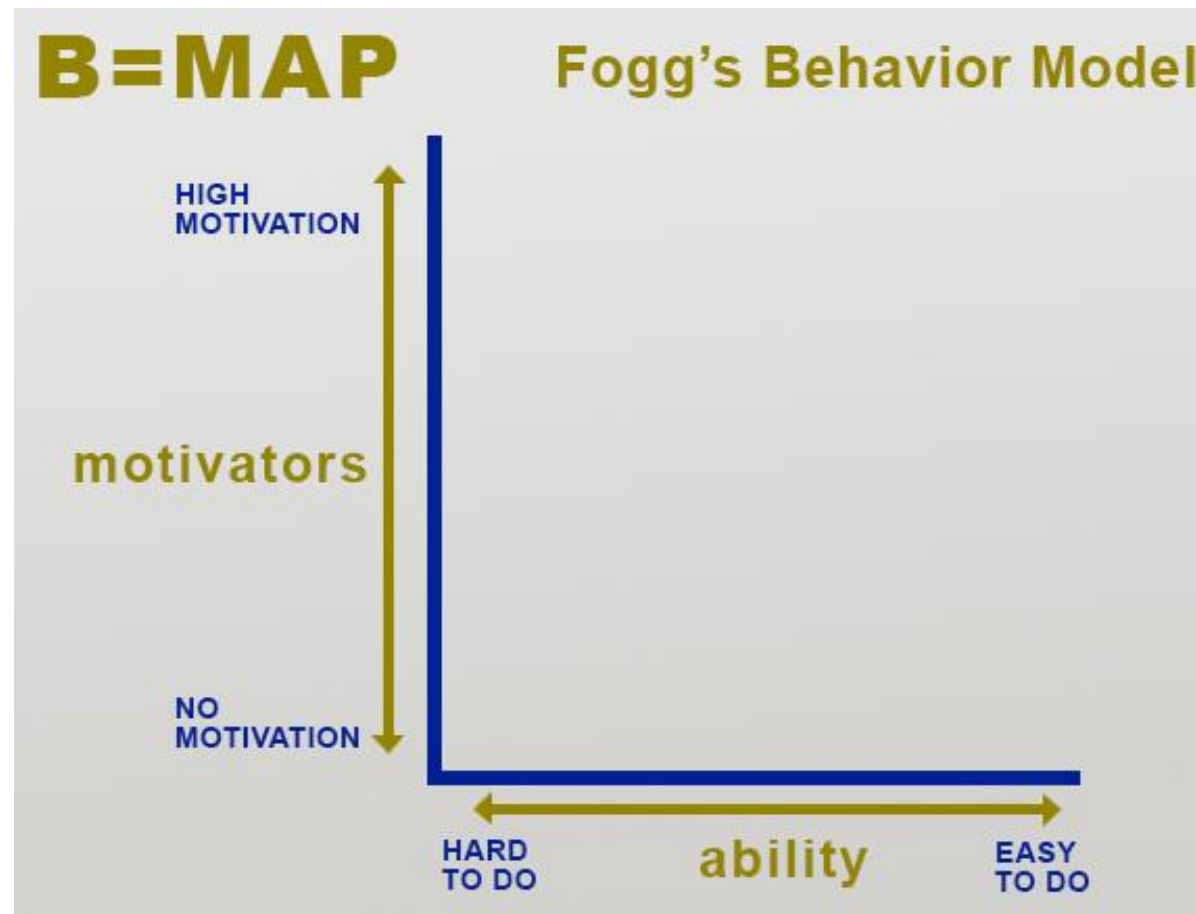 B=MAP
Fogg's Behavior Model
HIGH
MOTIVATION
motivators
NO
MOTIVATION
HARD
TO DO
ability
EASY
TO DO